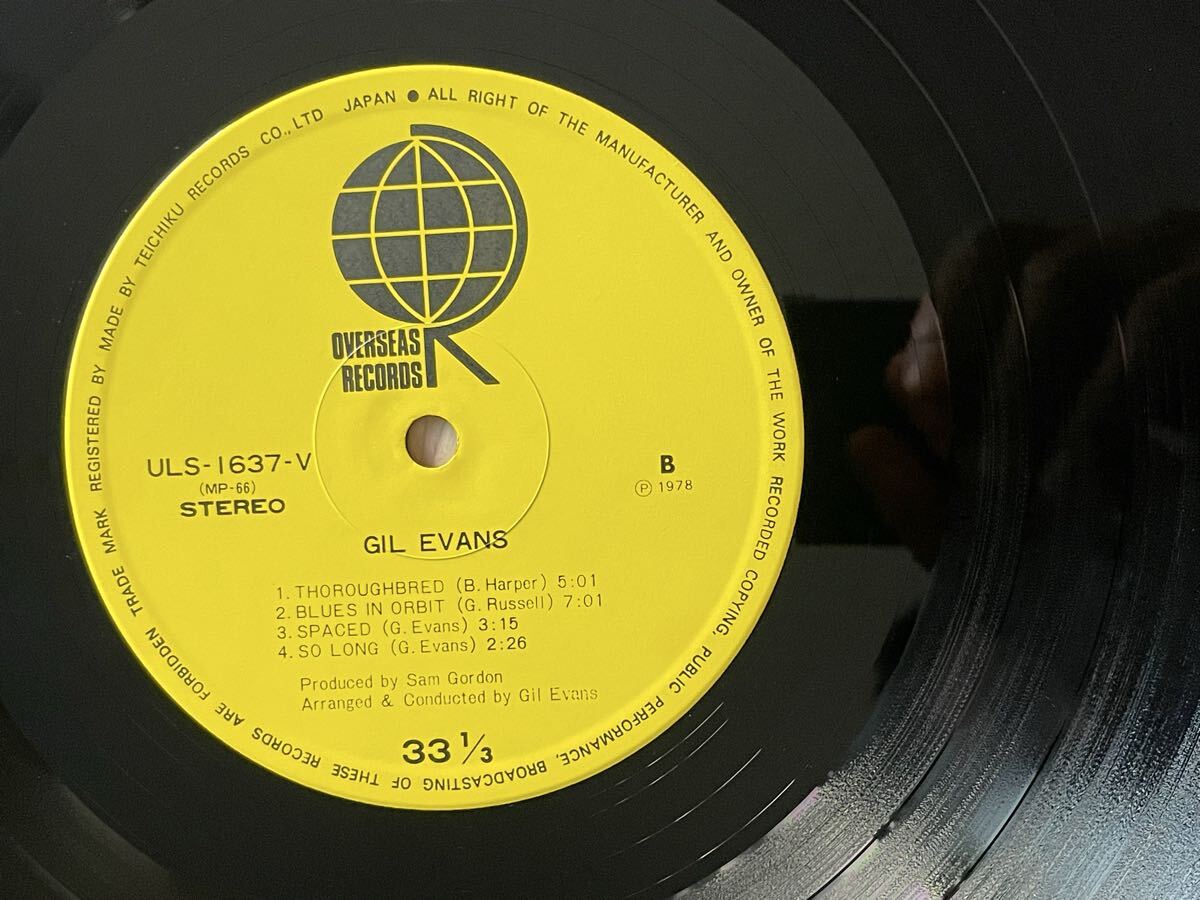 TRADE MARK REGISTERED BY MADE BY TEICHIKU RECORDS CO., LTD JAPAN ● ALL RIGHT OF THE MANUFACTURER AND OWNER OF THE WORK RECORDED COPYING, PUBLIC PERFORMANCE, BROADCASTING OF THESE RECORDS ARE FORBIDDEN
R
OVERSEAS
RECORDS
ULS-1637-V
(MP-66)
STEREO
B
Ⓟ 1978
GIL EVANS
1. THOROUGHBRED (B. Harper) 5:01
2. BLUES IN ORBIT (G. Russell) 7:01
3. SPACED (G. Evans) 3:15
4. SO LONG (G. Evans) 2:26
Produced by Sam Gordon
Arranged & Conducted by Gil Evans
33 1/3